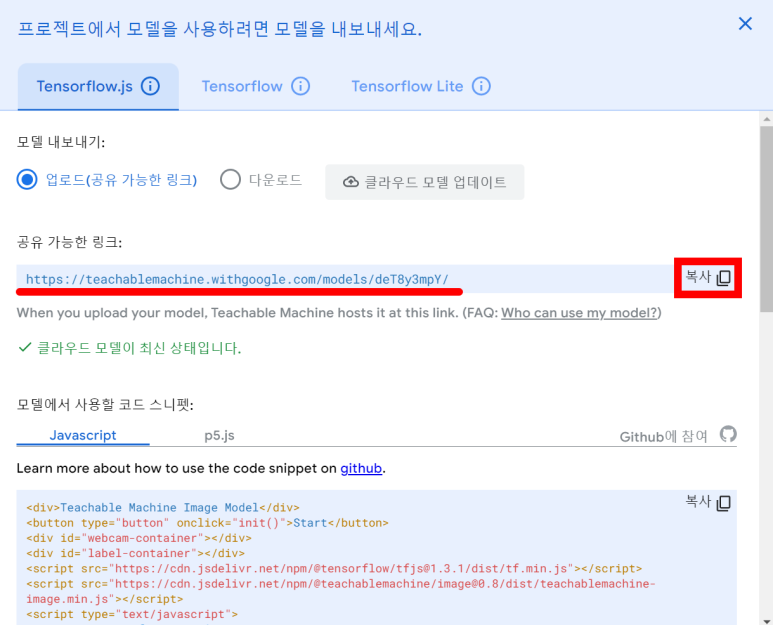 프로젝트에서 모델을 사용하려면 모델을 내보내세요.
Tensorflow.js Tensorflow Tensorflow Lite
모델 내보내기:
업로드(공유 가능한 링크) 다운로드 클라우드 모델 업데이트
공유 가능한 링크:
https://teachablemachine.withgoogle.com/models/deT8y3mpY/ 복사
When you upload your model, Teachable Machine hosts it at this link. (FAQ: Who can use my model?)
클라우드 모델이 최신 상태입니다.
모델에서 사용할 코드 스니펫:
Javascript p5.js Github에 참여
Learn more about how to use the code snippet on github.
복사
<div>Teachable Machine Image Model</div>
<button type="button" onclick="init()">Start</button>
<div id="webcam-container"></div>
<div id="label-container"></div>
<script src="https://cdn.jsdelivr.net/npm/@tensorflow/tfjs@1.3.1/dist/tf.min.js"></script>
<script src="https://cdn.jsdelivr.net/npm/@teachablemachine/image@0.8/dist/teachablemachine-
image.min.js"></script>
<script type="text/javascript">